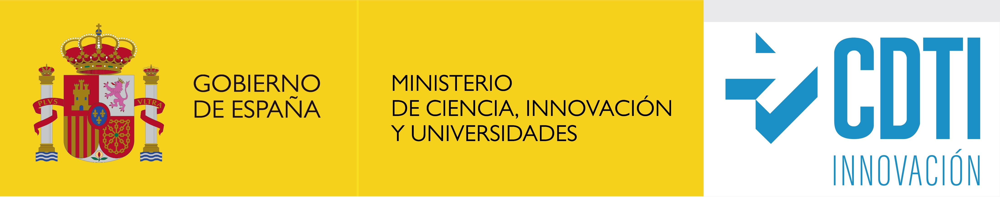 PLVS
VLTRA
GOBIERNO
DE ESPAÑA
MINISTERIO
DE CIENCIA, INNOVACIÓN
Y UNIVERSIDADES
CDTI
INNOVACIÓN